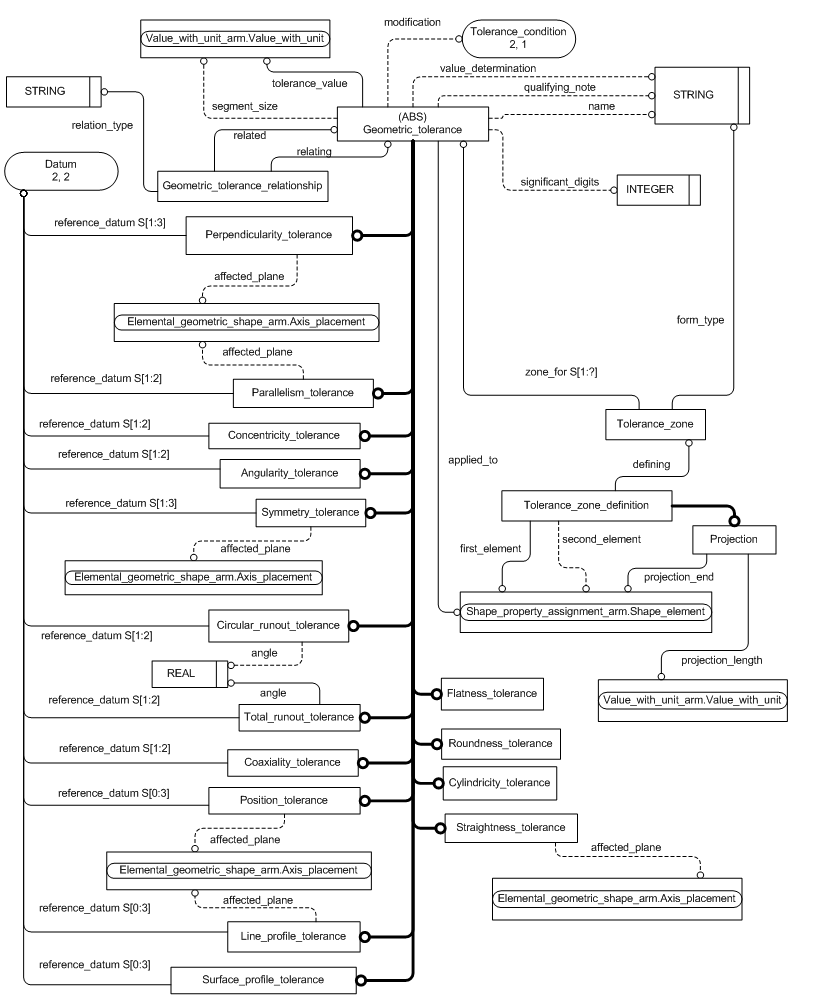 modification
Tolerance_condition
2, 1
Value_with_unit_arm.Value_with_unit
value_determination
tolerance_value
qualifying_note
STRING
STRING
segment_size
name
(ABS)
Geometric_tolerance
relation_type
related
relating
Datum
2, 2
Geometric_tolerance_relationship
significant_digits
INTEGER
reference_datum S[1:3]
Perpendicularity_tolerance
affected_plane
Elemental_geometric_shape_arm.Axis_placement
form_type
affected_plane
reference_datum S[1:2]
zone_for S[1:?]
Parallelism_tolerance
reference_datum S[1:2]
Concentricity_tolerance
Tolerance_zone
reference_datum S[1:2]
applied_to
defining
Angularity_tolerance
reference_datum S[1:3]
Symmetry_tolerance
Tolerance_zone_definition
affected_plane
first_element
second_element
Projection
Elemental_geometric_shape_arm.Axis_placement
projection_end
Shape_property_assignment_arm.Shape_element
reference_datum S[1:2]
Circular_runout_tolerance
angle
projection_length
REAL
angle
reference_datum S[1:2]
Flatness_tolerance
Value_with_unit_arm.Value_with_unit
Total_runout_tolerance
reference_datum S[1:2]
Roundness_tolerance
Coaxiality_tolerance
Cylindricity_tolerance
reference_datum S[0:3]
Position_tolerance
Straightness_tolerance
affected_plane
affected_plane
Elemental_geometric_shape_arm.Axis_placement
affected_plane
Elemental_geometric_shape_arm.Axis_placement
reference_datum S[0:3]
Line_profile_tolerance
reference_datum S[0:3]
Surface_profile_tolerance